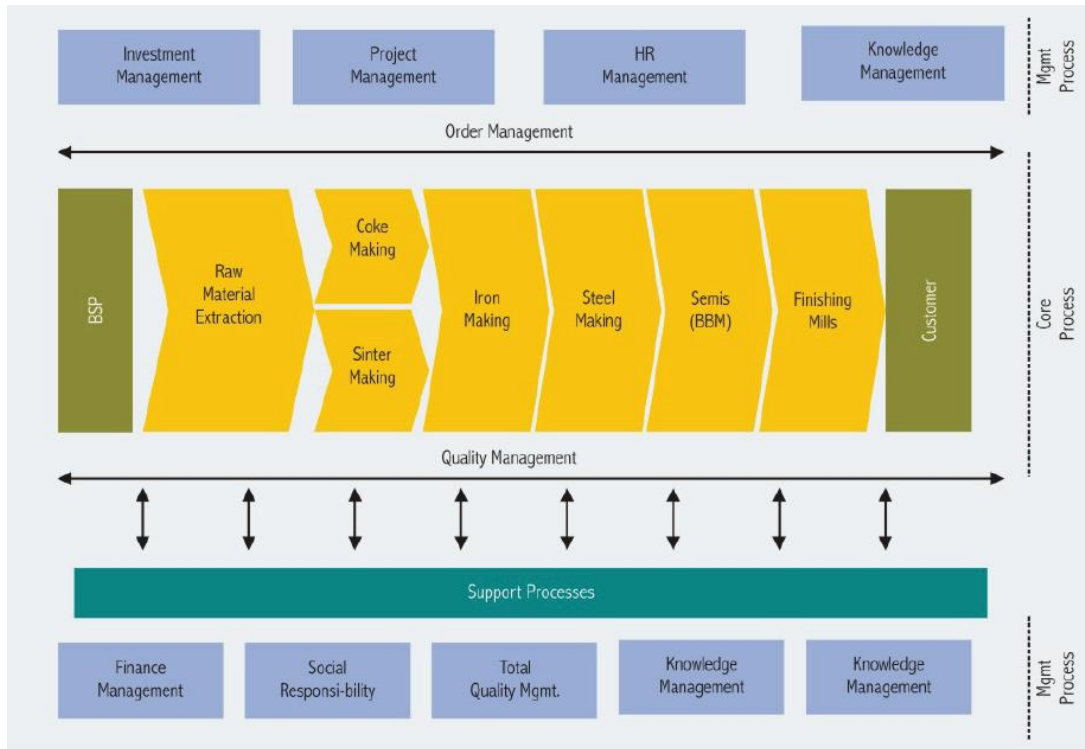 Investment
Management
Project
Management
HR
Management
Knowledge
Management
Mgmt
Process
Order Management
BSP
Raw
Material
Extraction
Coke
Making
Sinter
Making
Iron
Making
Steel
Making
Semis
(BBM)
Finishing
Mills
Customer
Core
Process
Quality Management
Support Processes
Finance
Management
Social
Responsi-bility
Total
Quality Mgmt.
Knowledge
Management
Knowledge
Management
Mgmt
Process